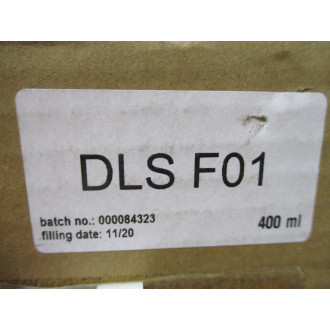 DLS F01
batch no.: 000084323
filling date: 11/20
400 ml